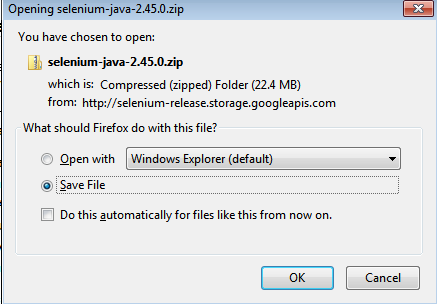 Opening selenium-java-2.45.0.zip
You have chosen to open:
selenium-java-2.45.0.zip
which is: Compressed (zipped) Folder (22.4 MB)
from: http://selenium-release.storage.googleapis.com
What should Firefox do with this file?
Open with Windows Explorer (default)
Save File
Do this automatically for files like this from now on.
OK Cancel